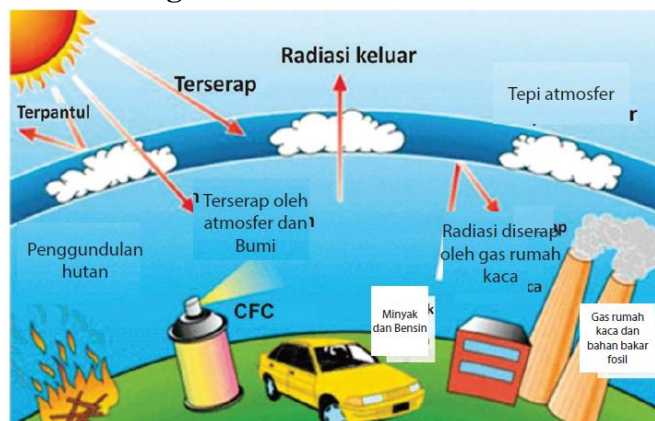 Radiasi keluar
Terserap
Tepi atmosfer
Terpantul
Terserap oleh
atmosfer dan
Bumi
Penggundulan
hutan
Radiasi diserap
oleh gas rumah
kaca
CFC
Minyak
dan Bensin
Gas rumah
kaca dan
bahan bakar
fosil